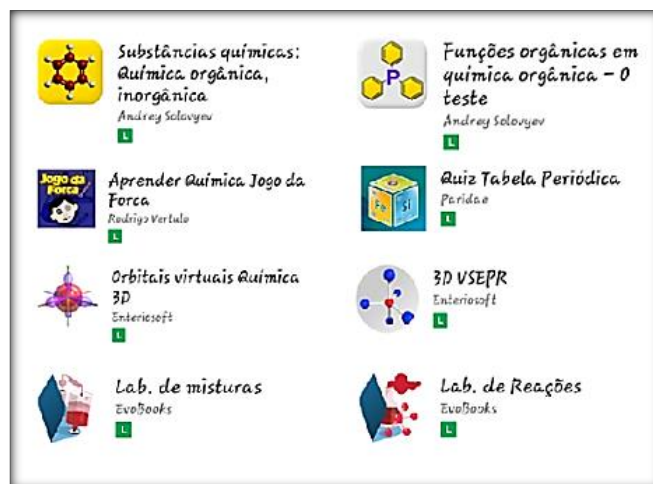 Substâncias químicas:
Química orgânica,
inorgânica
Andrey Solovyev
L
Funções orgânicas em
química orgânica - O
teste
Andrey Solovyev
L
Jogo da
Forca
Aprender Química Jogo da
Forca
Rodrigo Vertulo
L
Fe Si
Quiz Tabela Periódica
Paridae
L
Orbitais virtuais Química
3D
Enteriosoft
L
3D VSEPR
Enteriosoft
L
Lab. de misturas
EvoBooks
L
Lab. de Reações
EvoBooks
L
P